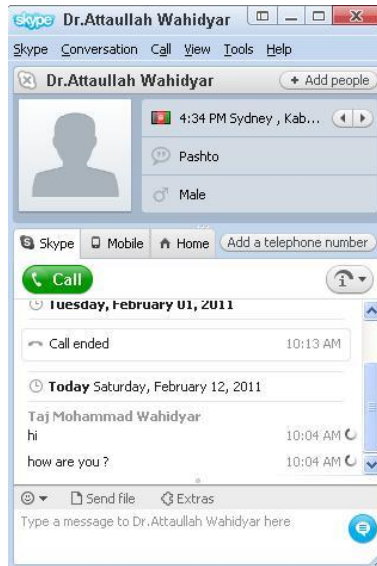 skype Dr.Attaullah Wahidyar
Skype Conversation Call View Tools Help
Dr.Attaullah Wahidyar + Add people
4:34 PM Sydney , Kab...
Pashto
Male
Skype Mobile Home Add a telephone number
Call
Tuesday, February 01, 2011
Call ended 10:13 AM
Today Saturday, February 12, 2011
Taj Mohammad Wahidyar
hi 10:04 AM
how are you ? 10:04 AM
Send file Extras
Type a message to Dr.Attaullah Wahidyar here